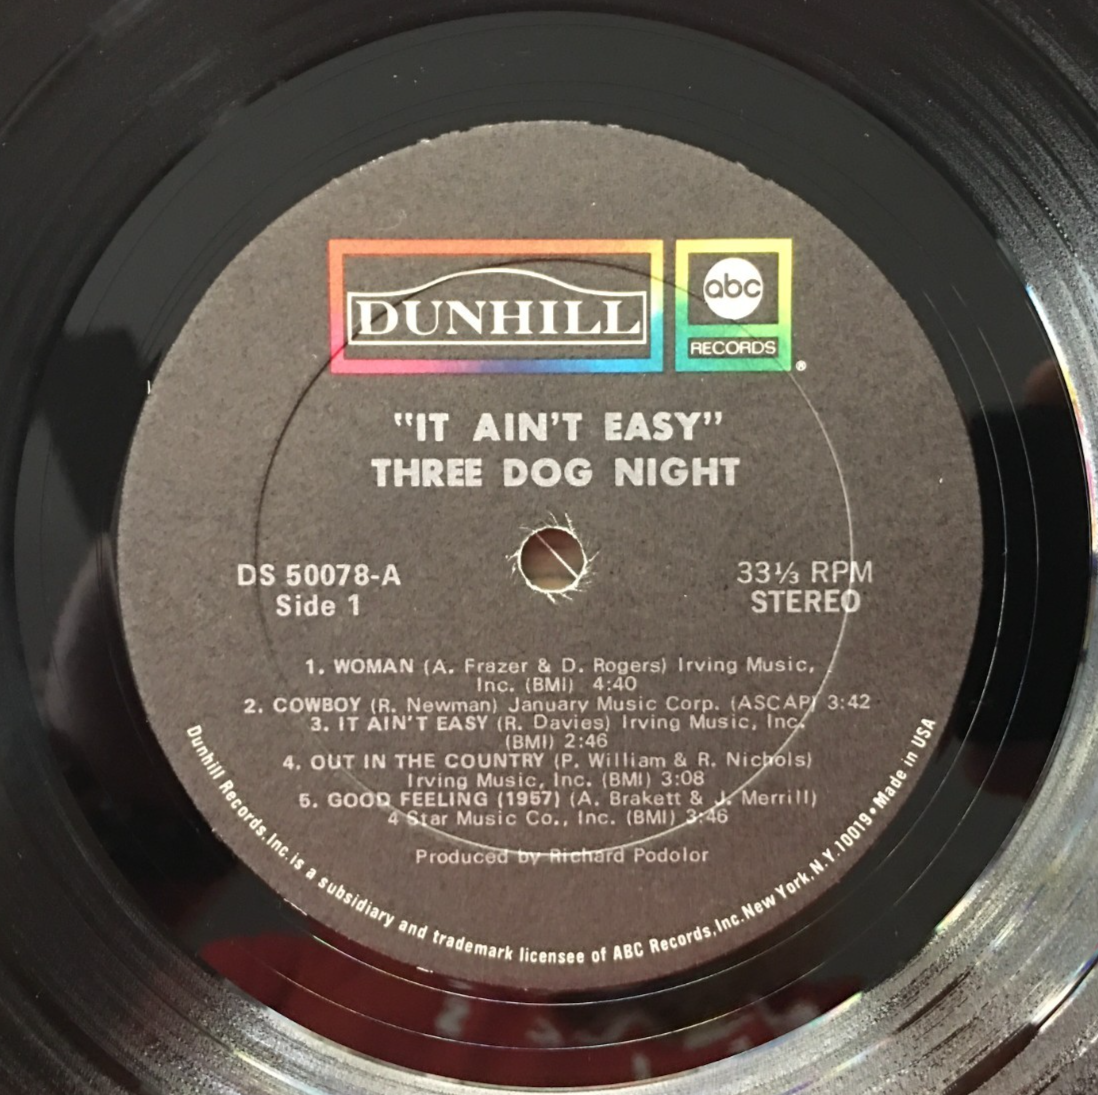 DUNHILL
abc
RECORDS
®
"IT AIN'T EASY"
THREE DOG NIGHT
DS 50078-A
Side 1
33⅓ RPM
STEREO
1. WOMAN (A. Frazer & D. Rogers) Irving Music,
Inc. (BMI) 4:40
2. COWBOY (R. Newman) January Music Corp. (ASCAP) 3:42
3. IT AIN'T EASY (R. Davies) Irving Music, Inc.
(BMI) 2:46
4. OUT IN THE COUNTRY (P. William & R. Nichols)
Irving Music, Inc. (BMI) 3:08
5. GOOD FEELING (1957) (A. Brakett & J. Merrill)
4 Star Music Co., Inc. (BMI) 3:46
Produced by Richard Podolor
Dunhill Records, Inc. is a subsidiary and trademark licensee of ABC Records, Inc. New York, N.Y. 10019 • Made in USA